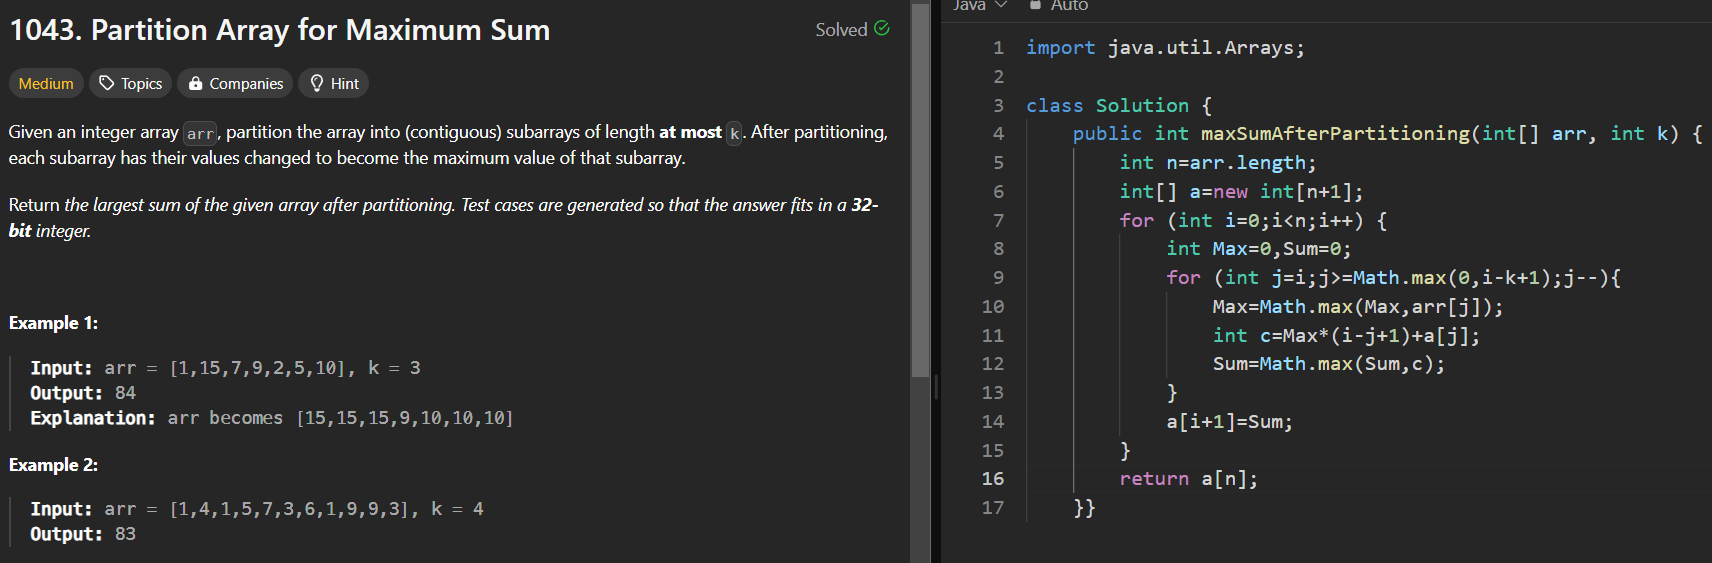 1043. Partition Array for Maximum Sum
Solved
Medium
Topics
Companies
Hint
Given an integer array arr, partition the array into (contiguous) subarrays of length at most k. After partitioning,
each subarray has their values changed to become the maximum value of that subarray.
Return the largest sum of the given array after partitioning. Test cases are generated so that the answer fits in a 32-
bit integer.
Example 1:
Input: arr = [1,15,7,9,2,5,10], k = 3
Output: 84
Explanation: arr becomes [15,15,15,9,10,10,10]
Example 2:
Input: arr = [1,4,1,5,7,3,6,1,9,9,3], k = 4
Output: 83
Java
Auto
1 import java.util.Arrays;
2
3 class Solution {
4     public int maxSumAfterPartitioning(int[] arr, int k) {
5         int n=arr.length;
6         int[] a=new int[n+1];
7         for (int i=0;i<n;i++) {
8             int Max=0,Sum=0;
9             for (int j=i;j>=Math.max(0,i-k+1);j--){
10                 Max=Math.max(Max,arr[j]);
11                 int c=Max*(i-j+1)+a[j];
12                 Sum=Math.max(Sum,c);
13             }
14             a[i+1]=Sum;
15         }
16         return a[n];
17     }}